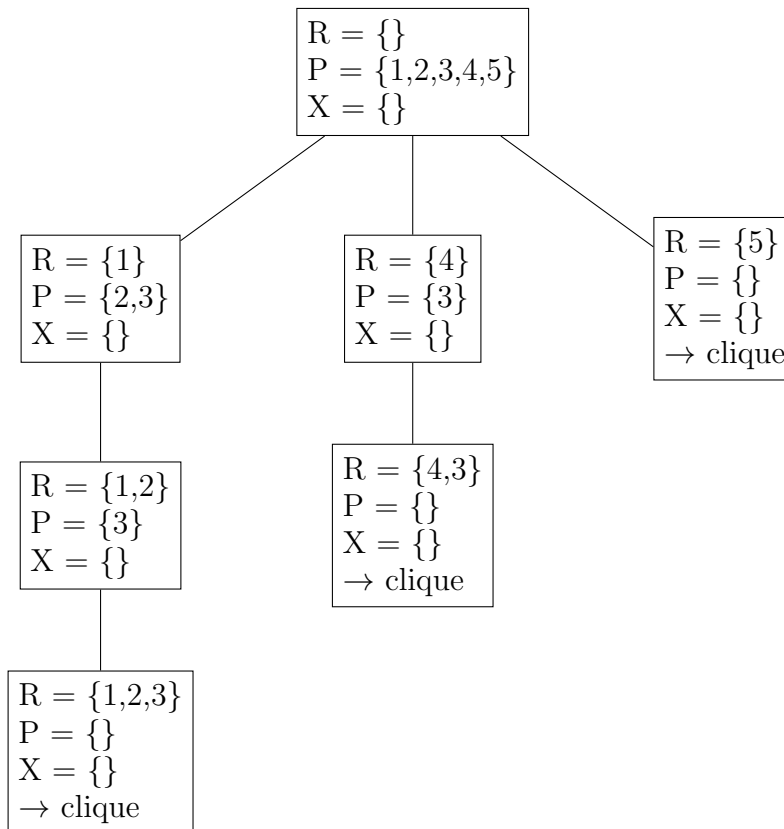 R = {}
P = {1,2,3,4,5}
X = {}
R = {1}
P = {2,3}
X = {}
R = {4}
P = {3}
X = {}
R = {5}
P = {}
X = {}
→ clique
R = {1,2}
P = {3}
X = {}
R = {4,3}
P = {}
X = {}
→ clique
R = {1,2,3}
P = {}
X = {}
→ clique